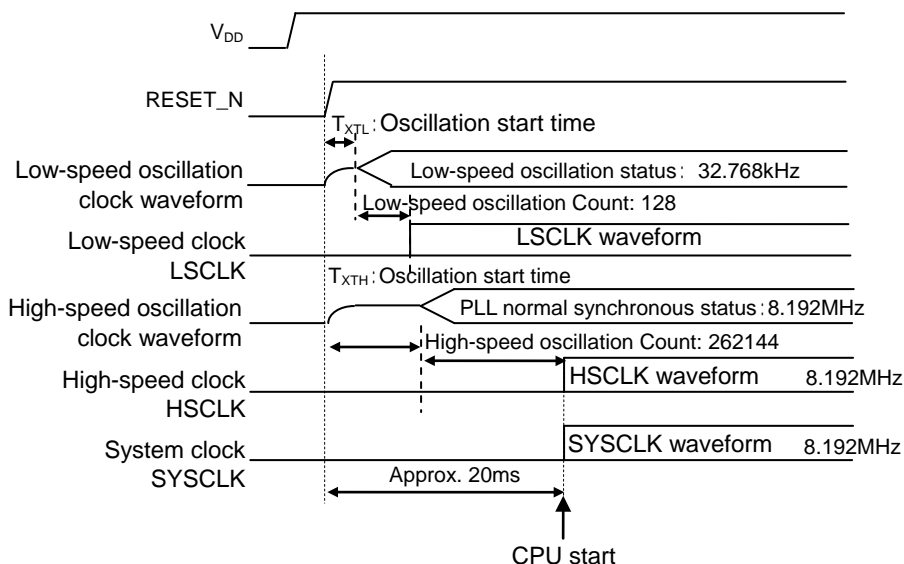 VDD
RESET_N
TXTL: Oscillation start time
Low-speed oscillation
clock waveform
Low-speed oscillation status: 32.768kHz
Low-speed oscillation Count: 128
Low-speed clock
LSCLK
LSCLK waveform
TXTH: Oscillation start time
High-speed oscillation
clock waveform
PLL normal synchronous status: 8.192MHz
High-speed oscillation Count: 262144
High-speed clock
HSCLK
HSCLK waveform 8.192MHz
System clock
SYSCLK
SYSCLK waveform 8.192MHz
Approx. 20ms
CPU start